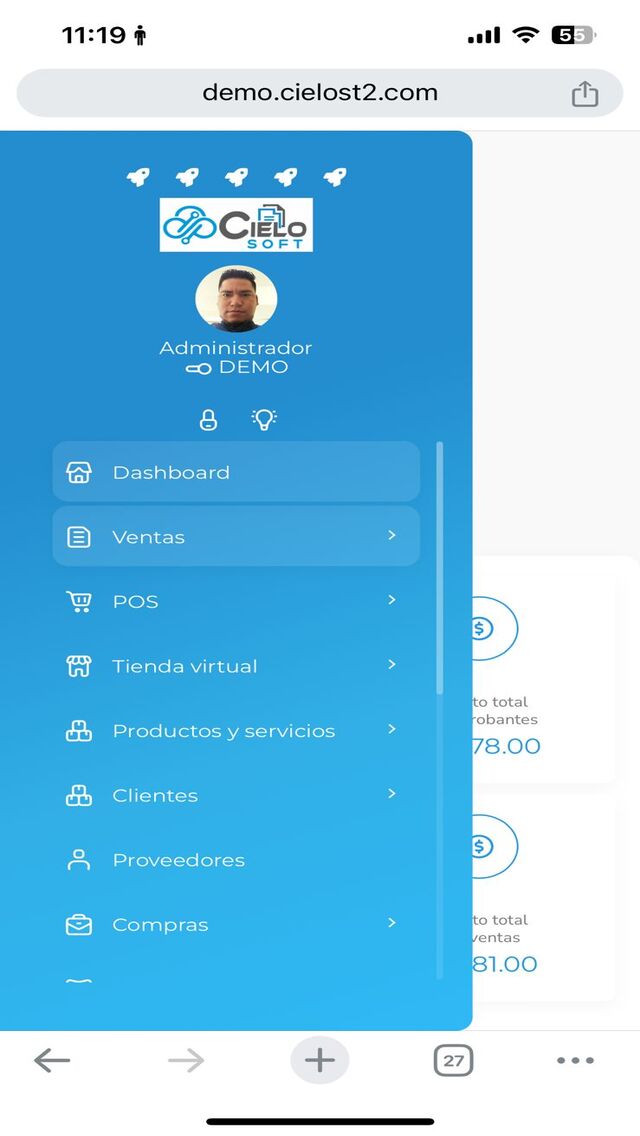 11:19
55
demo.cielost2.com
CIELO
SOFT
Administrador
DEMO
Dashboard
Ventas
POS
Tienda virtual
Productos y servicios
Clientes
Proveedores
Compras
to total
robantes
78.00
to total
ventas
81.00
27